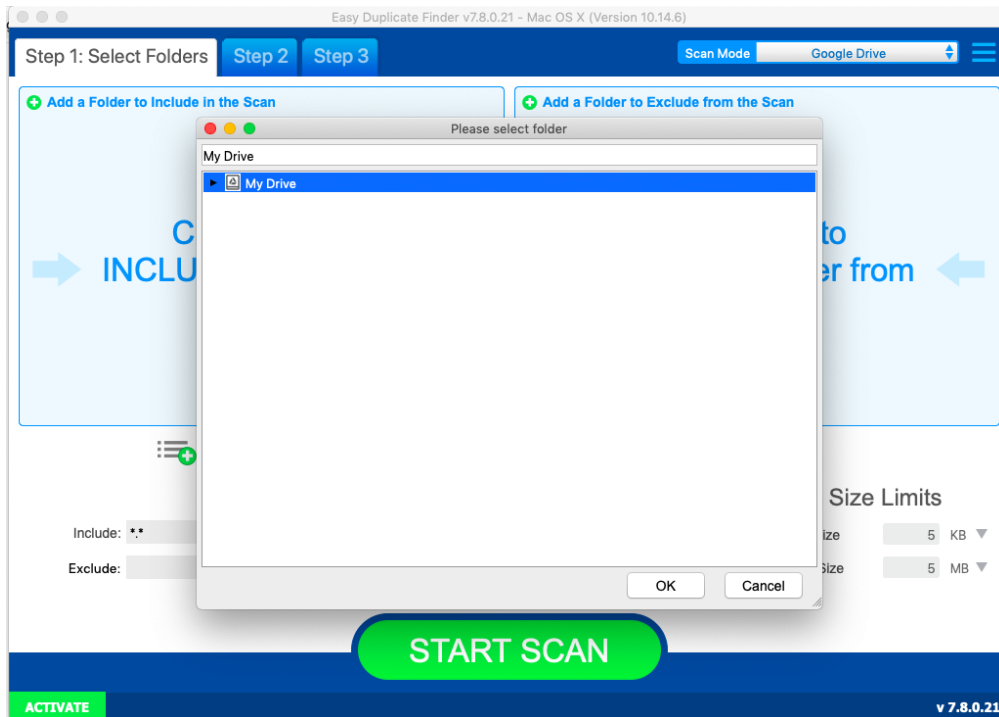 Easy Duplicate Finder v7.8.0.21 - Mac OS X (Version 10.14.6)
Step 1: Select Folders
Step 2
Step 3
Scan Mode
Google Drive
Add a Folder to Include in the Scan
Add a Folder to Exclude from the Scan
Please select folder
My Drive
My Drive
C
to
INCLU
er from
Size Limits
Include: *.*
ize
5 KB
Exclude:
Size
5 MB
OK
Cancel
START SCAN
ACTIVATE
v 7.8.0.21